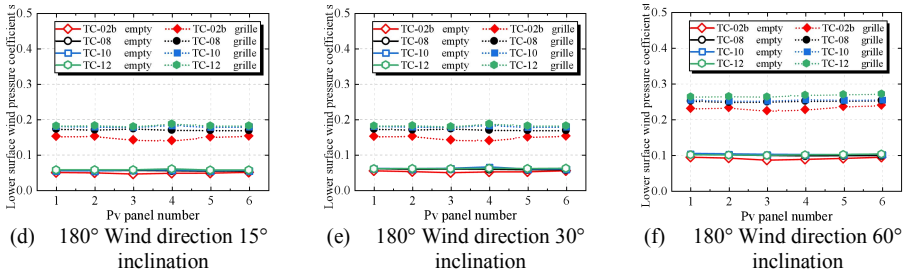 TC-02b empty TC-02b grille
TC-08 empty TC-08 grille
TC-10 empty TC-10 grille
TC-12 empty TC-12 grille
Lower surface wind pressure coefficient s
0.5
0.4
0.3
0.2
0.1
0.0
1 2 3 4 5 6
Pv panel number
(d) 180° Wind direction 15°
inclination
TC-02b empty TC-02b grille
TC-08 empty TC-08 grille
TC-10 empty TC-10 grille
TC-12 empty TC-12 grille
Lower surface wind pressure coefficient s
0.5
0.4
0.3
0.2
0.1
0.0
1 2 3 4 5 6
Pv panel number
(e) 180° Wind direction 30°
inclination
TC-02b empty TC-02b grille
TC-08 empty TC-08 grille
TC-10 empty TC-10 grille
TC-12 empty TC-12 grille
Lower surface wind pressure coefficient s
0.5
0.4
0.3
0.2
0.1
0.0
1 2 3 4 5 6
Pv panel number
(f) 180° Wind direction 60°
inclination